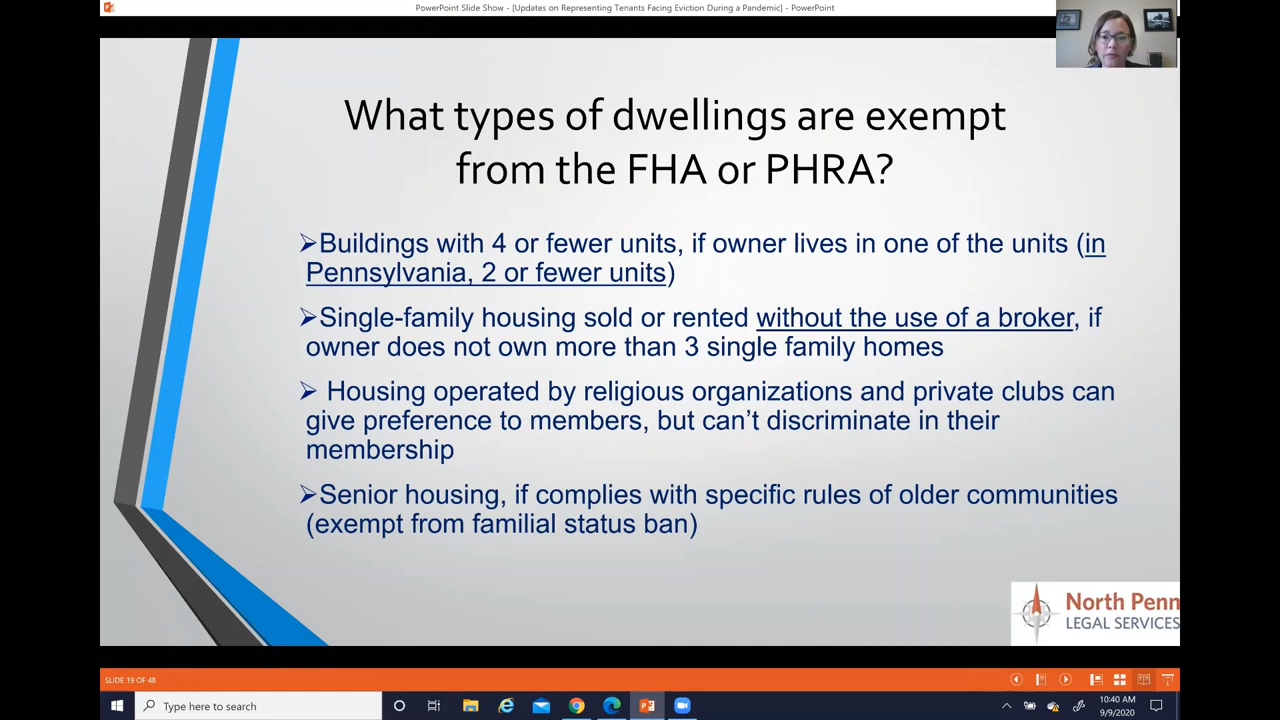 PowerPoint Slide Show - [Updates on Representing Tenants Facing Eviction During a Pandemic] - PowerPoint
What types of dwellings are exempt
from the FHA or PHRA?
➢Buildings with 4 or fewer units, if owner lives in one of the units (in
Pennsylvania, 2 or fewer units)
➢Single-family housing sold or rented without the use of a broker, if
owner does not own more than 3 single family homes
➢ Housing operated by religious organizations and private clubs can
give preference to members, but can’t discriminate in their
membership
➢Senior housing, if complies with specific rules of older communities
(exempt from familial status ban)
North Penn
LEGAL SERVICES
SLIDE 19 OF 48
Type here to search
10:40 AM
9/9/2020